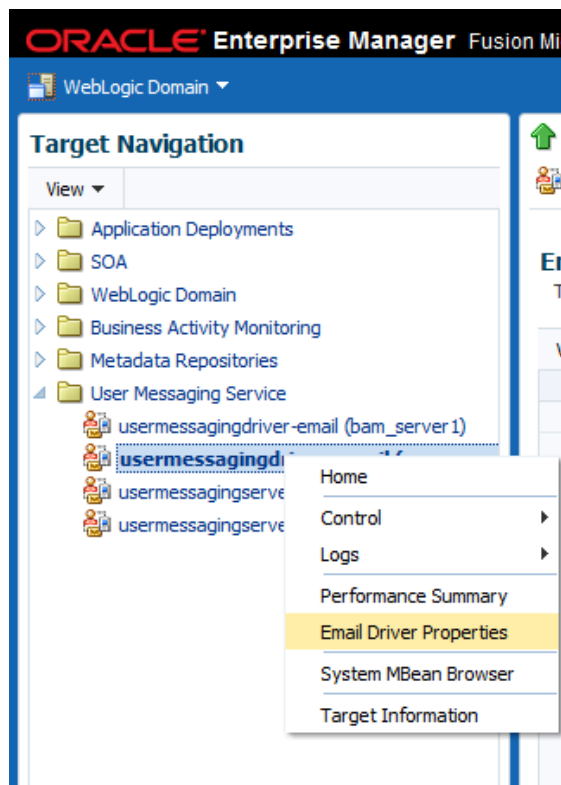 ORACLE Enterprise Manager Fusion Mi
WebLogic Domain
Target Navigation
View
Application Deployments
SOA
WebLogic Domain
Business Activity Monitoring
Metadata Repositories
User Messaging Service
usermessagingdriver-email (bam_server1)
usermessagingd
usermessagingserve
usermessagingserve
Home
Control
Logs
Performance Summary
Email Driver Properties
System MBean Browser
Target Information